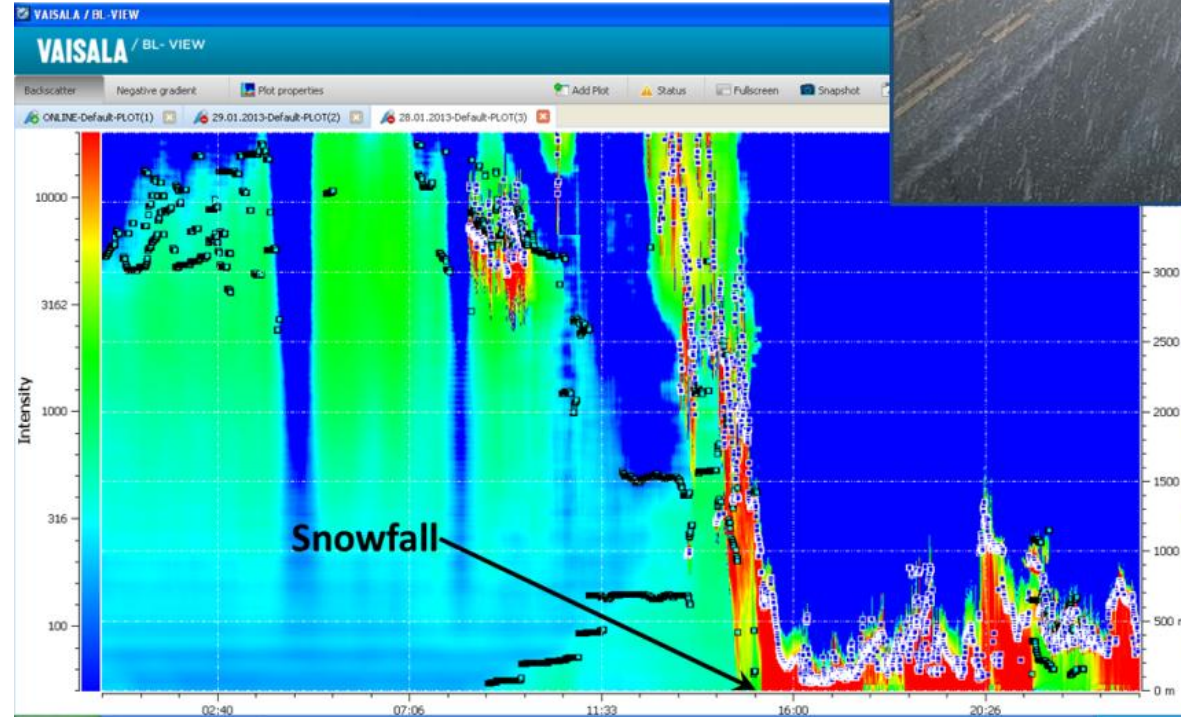 VAISALA / BL-VIEW
VAISALA / BL-VIEW
Backscatter Negative gradient Plot properties Add Plot Status Fullscreen Snapshot
ONLINE-Default-PLOT(1) 29.01.2013-Default-PLOT(2) 28.01.2013-Default-PLOT(3)
10000
3162
1000
316
100
Intensity
Snowfall
3000
2500
2000
1500
1000
500
0 m
02:40 07:06 11:33 16:00 20:26